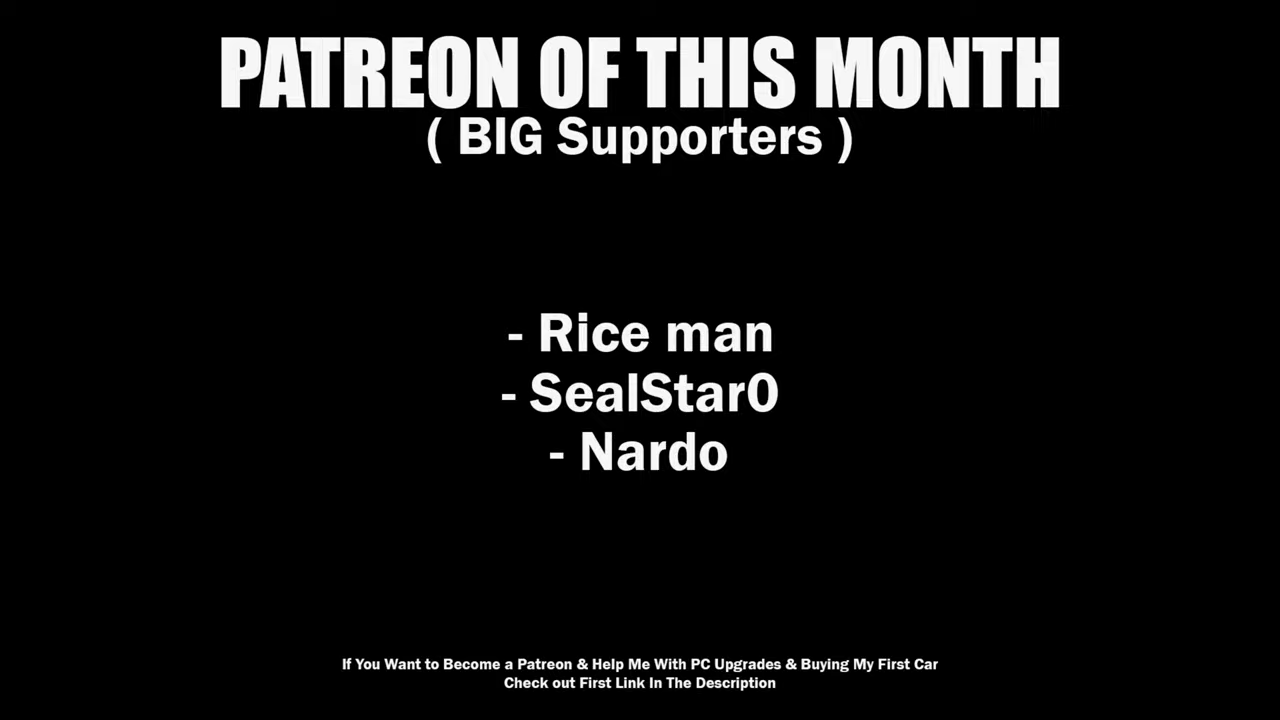 PATREON OF THIS MONTH
( BIG Supporters )
- Rice man
- SealStar0
- Nardo
If You Want to Become a Patreon & Help Me With PC Upgrades & Buying My First Car
Check out First Link In The Description